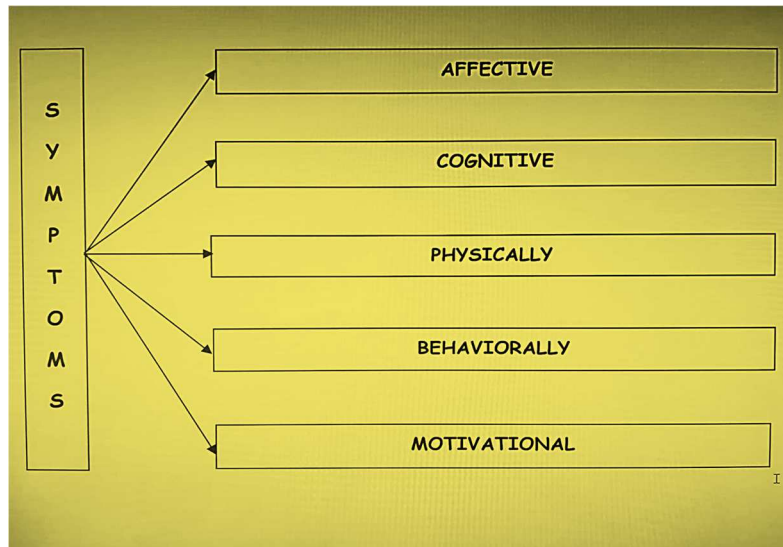 SYMPTOMS
AFFECTIVE
COGNITIVE
PHYSICALLY
BEHAVIORALLY
MOTIVATIONAL